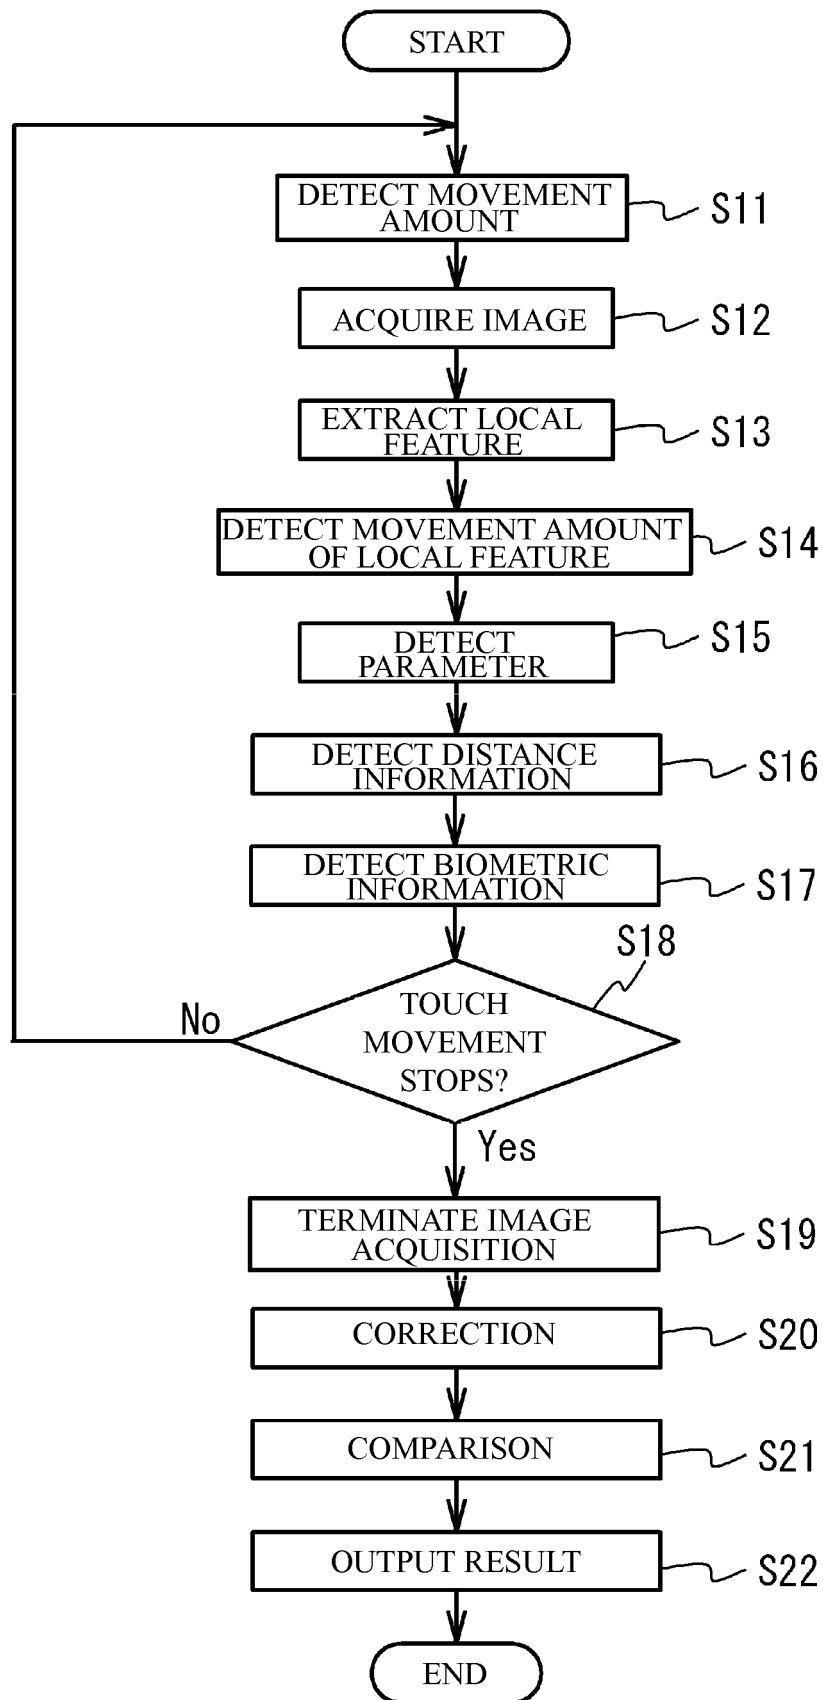 START
DETECT MOVEMENT
AMOUNT
S11
ACQUIRE IMAGE
S12
EXTRACT LOCAL
FEATURE
S13
DETECT MOVEMENT AMOUNT
OF LOCAL FEATURE
S14
DETECT
PARAMETER
S15
DETECT DISTANCE
INFORMATION
S16
DETECT BIOMETRIC
INFORMATION
S17
S18
TOUCH
MOVEMENT
STOPS?
No
Yes
TERMINATE IMAGE
ACQUISITION
S19
CORRECTION
S20
COMPARISON
S21
OUTPUT RESULT
S22
END